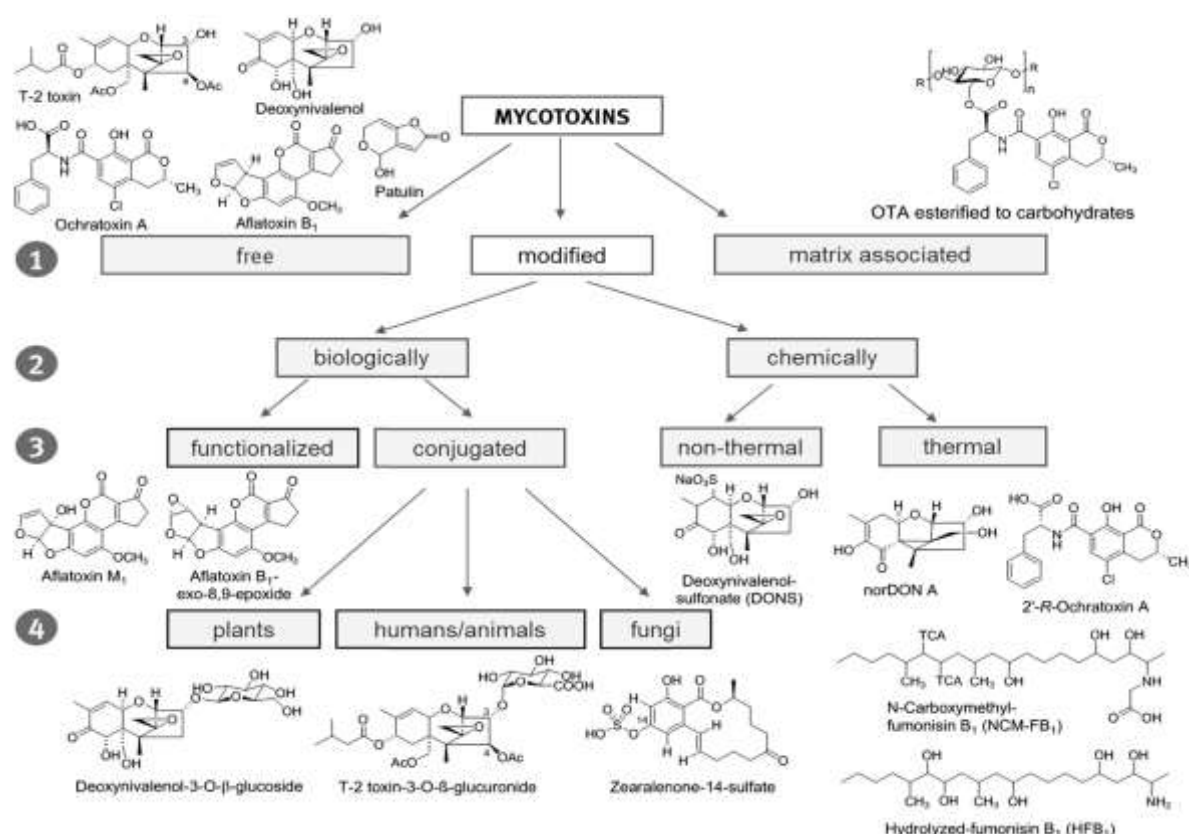 T-2 toxin
Deoxynivalenol
MYCOTOXINS
Ochratoxin A
Aflatoxin B₁
Patulin
OTA esterified to carbohydrates
1
free
modified
matrix associated
2
biologically
chemically
3
functionalized
conjugated
non-thermal
thermal
Aflatoxin M₁
Aflatoxin B₁-
exo-8,9-epoxide
Deoxynivalenol-
sulfonate (DONS)
norDON A
2'-R-Ochratoxin A
4
plants
humans/animals
fungi
N-Carboxymethyl-
fumonisin B₁ (NCM-FB₁)
Deoxynivalenol-3-O-β-glucoside
T-2 toxin-3-O-ß-glucuronide
Zearalenone-14-sulfate
Hydrolyzed-fumonisin B₁ (HFB₁)